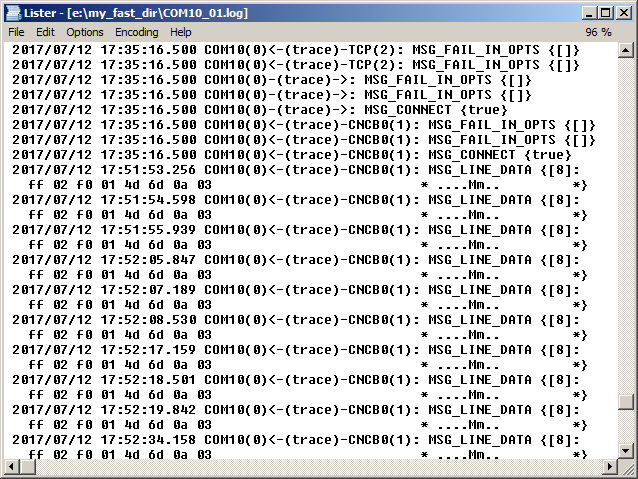 Lister - [e:\my_fast_dir\COM10_01.log]
File Edit Options Encoding Help 96 %
2017/07/12 17:35:16.500 COM10(0)<-(trace)-TCP(2): MSG_FAIL_IN_OPTS {[]}
2017/07/12 17:35:16.500 COM10(0)<-(trace)-TCP(2): MSG_FAIL_IN_OPTS {[]}
2017/07/12 17:35:16.500 COM10(0)-(trace)->: MSG_FAIL_IN_OPTS {[]}
2017/07/12 17:35:16.500 COM10(0)-(trace)->: MSG_FAIL_IN_OPTS {[]}
2017/07/12 17:35:16.500 COM10(0)-(trace)->: MSG_CONNECT {true}
2017/07/12 17:35:16.500 COM10(0)<-(trace)-CNCB0(1): MSG_FAIL_IN_OPTS {[]}
2017/07/12 17:35:16.500 COM10(0)<-(trace)-CNCB0(1): MSG_FAIL_IN_OPTS {[]}
2017/07/12 17:35:16.500 COM10(0)<-(trace)-CNCB0(1): MSG_CONNECT {true}
2017/07/12 17:51:53.256 COM10(0)<-(trace)-CNCB0(1): MSG_LINE_DATA {[8]:
ff 02 f0 01 4d 6d 0a 03 * ....Mm.. *}
2017/07/12 17:51:54.598 COM10(0)<-(trace)-CNCB0(1): MSG_LINE_DATA {[8]:
ff 02 f0 01 4d 6d 0a 03 * ....Mm.. *}
2017/07/12 17:51:55.939 COM10(0)<-(trace)-CNCB0(1): MSG_LINE_DATA {[8]:
ff 02 f0 01 4d 6d 0a 03 * ....Mm.. *}
2017/07/12 17:52:05.847 COM10(0)<-(trace)-CNCB0(1): MSG_LINE_DATA {[8]:
ff 02 f0 01 4d 6d 0a 03 * ....Mm.. *}
2017/07/12 17:52:07.189 COM10(0)<-(trace)-CNCB0(1): MSG_LINE_DATA {[8]:
ff 02 f0 01 4d 6d 0a 03 * ....Mm.. *}
2017/07/12 17:52:08.530 COM10(0)<-(trace)-CNCB0(1): MSG_LINE_DATA {[8]:
ff 02 f0 01 4d 6d 0a 03 * ....Mm.. *}
2017/07/12 17:52:17.159 COM10(0)<-(trace)-CNCB0(1): MSG_LINE_DATA {[8]:
ff 02 f0 01 4d 6d 0a 03 * ....Mm.. *}
2017/07/12 17:52:18.501 COM10(0)<-(trace)-CNCB0(1): MSG_LINE_DATA {[8]:
ff 02 f0 01 4d 6d 0a 03 * ....Mm.. *}
2017/07/12 17:52:19.842 COM10(0)<-(trace)-CNCB0(1): MSG_LINE_DATA {[8]:
ff 02 f0 01 4d 6d 0a 03 * ....Mm.. *}
2017/07/12 17:52:34.158 COM10(0)<-(trace)-CNCB0(1): MSG_LINE_DATA {[8]:
ff 02 f0 01 4d 6d 0a 03 * ....Mm.. *}